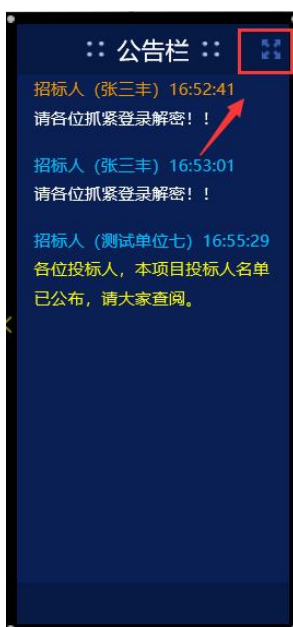 公告栏
招标人（张三丰）16:52:41
请各位抓紧登录解密！！
招标人（张三丰）16:53:01
请各位抓紧登录解密！！
招标人（测试单位七）16:55:29
各位投标人，本项目投标人名单
已公布，请大家查阅。